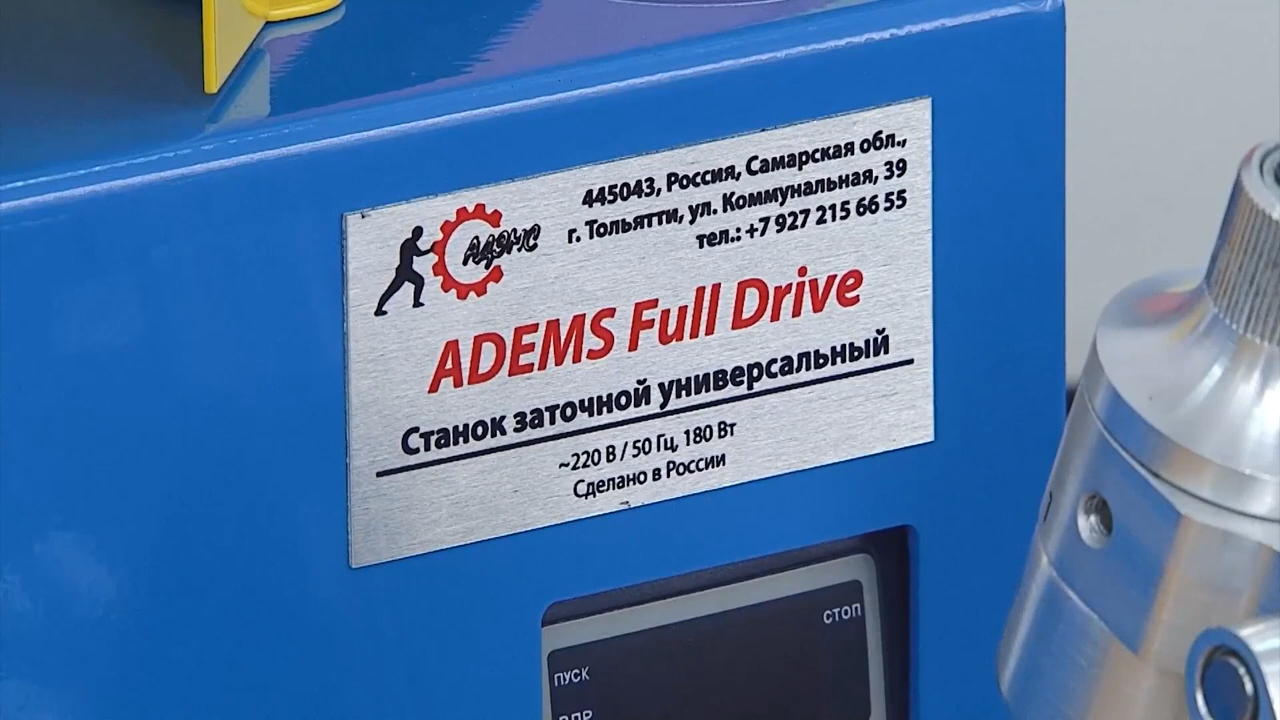 445043, Россия, Самарская обл.,
г. Тольятти, ул. Коммунальная, 39
тел.: +7 927 215 66 55
АДЭМС
ADEMS Full Drive
Станок заточной универсальный
~220 В / 50 Гц, 180 Вт
Сделано в России
СТОП
ПУСК